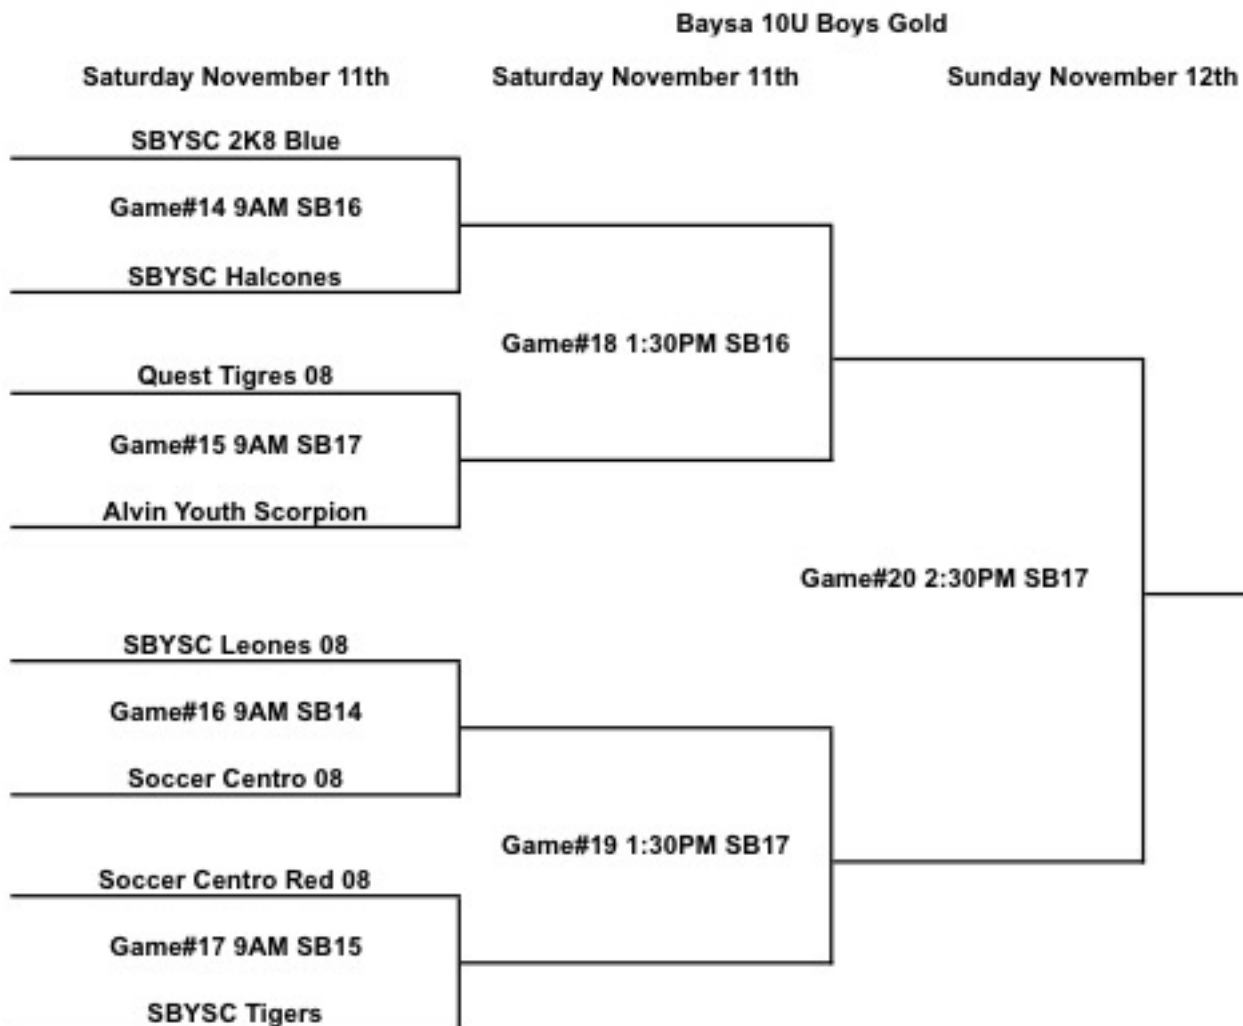 Baysa 10U Boys Gold
Saturday November 11th
Saturday November 11th
Sunday November 12th
SBYSC 2K8 Blue
Game#14 9AM SB16
SBYSC Halcones
Game#18 1:30PM SB16
Quest Tigres 08
Game#15 9AM SB17
Alvin Youth Scorpion
Game#20 2:30PM SB17
SBYSC Leones 08
Game#16 9AM SB14
Soccer Centro 08
Game#19 1:30PM SB17
Soccer Centro Red 08
Game#17 9AM SB15
SBYSC Tigers